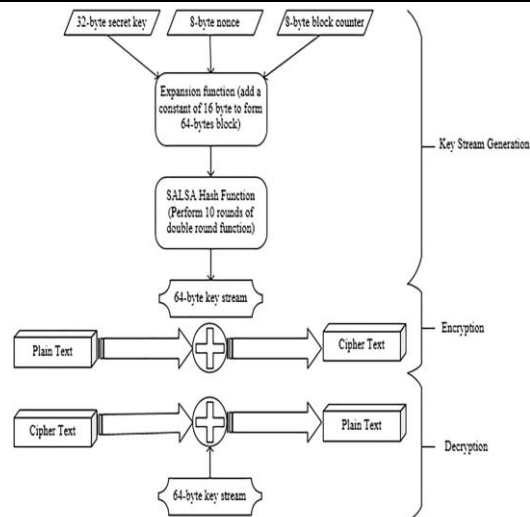 32-byte secret key
8-byte nonce
8-byte block counter
Expansion function (add a
constant of 16 byte to form
64-bytes block)
Key Stream Generation
SALSA Hash Function
(Perform 10 rounds of
double round function)
64-byte key stream
Encryption
Plain Text
Cipher Text
Cipher Text
Plain Text
Decryption
64-byte key stream